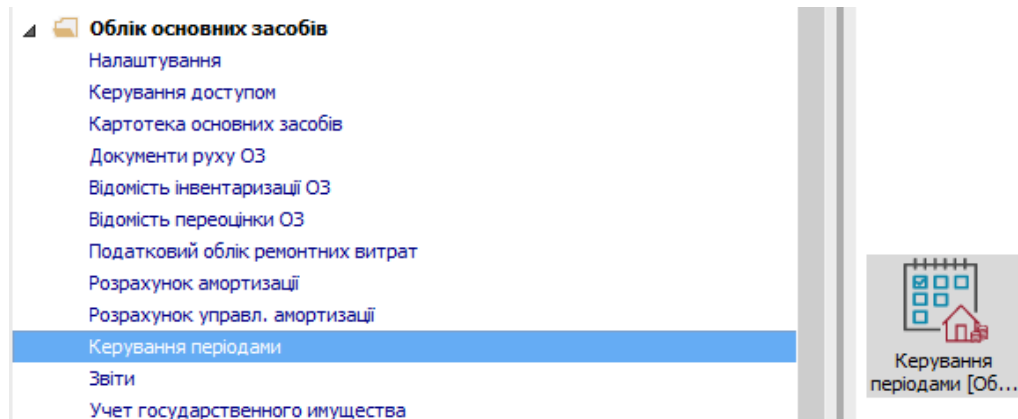 Облік основних засобів
Налаштування
Керування доступом
Картотека основних засобів
Документи руху ОЗ
Відомість інвентаризації ОЗ
Відомість переоцінки ОЗ
Податковий облік ремонтних витрат
Розрахунок амортизації
Розрахунок управл. амортизації
Керування періодами
Звіти
Учет государственного имущества
Керування
періодами [Об...